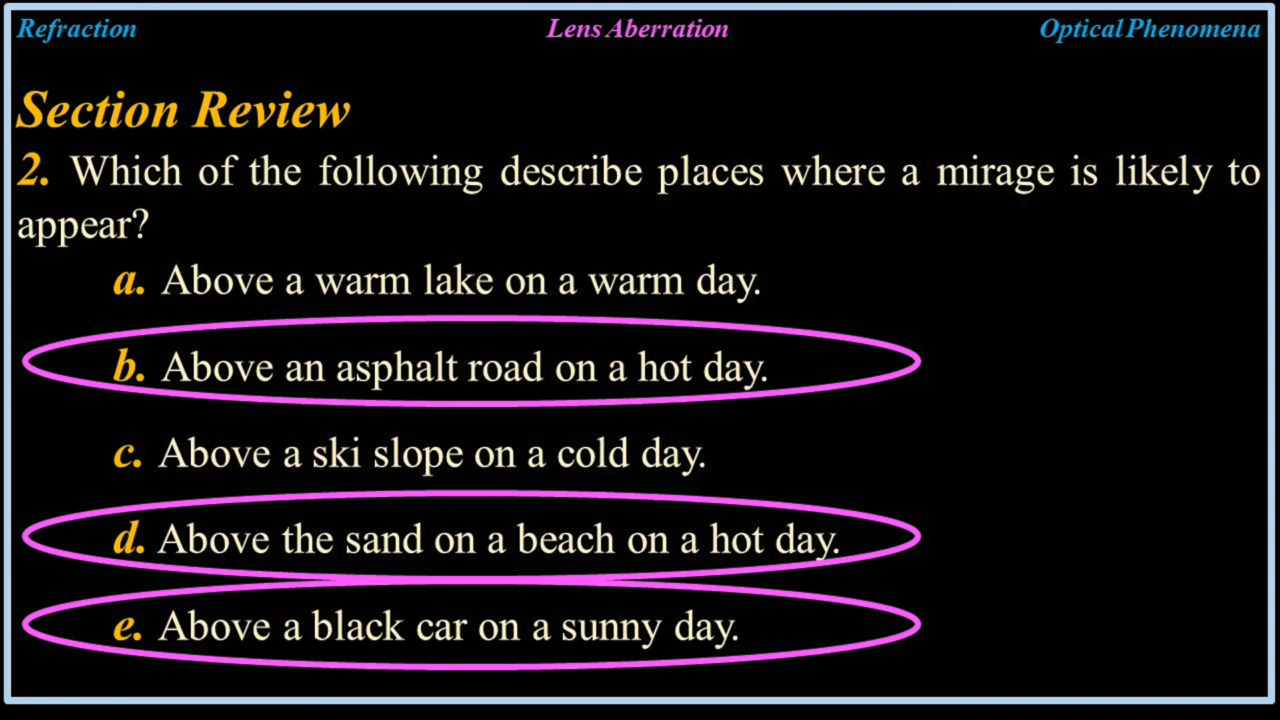 Refraction Lens Aberration Optical Phenomena
Section Review
2. Which of the following describe places where a mirage is likely to
appear?
a. Above a warm lake on a warm day.
b. Above an asphalt road on a hot day.
c. Above a ski slope on a cold day.
d. Above the sand on a beach on a hot day.
e. Above a black car on a sunny day.